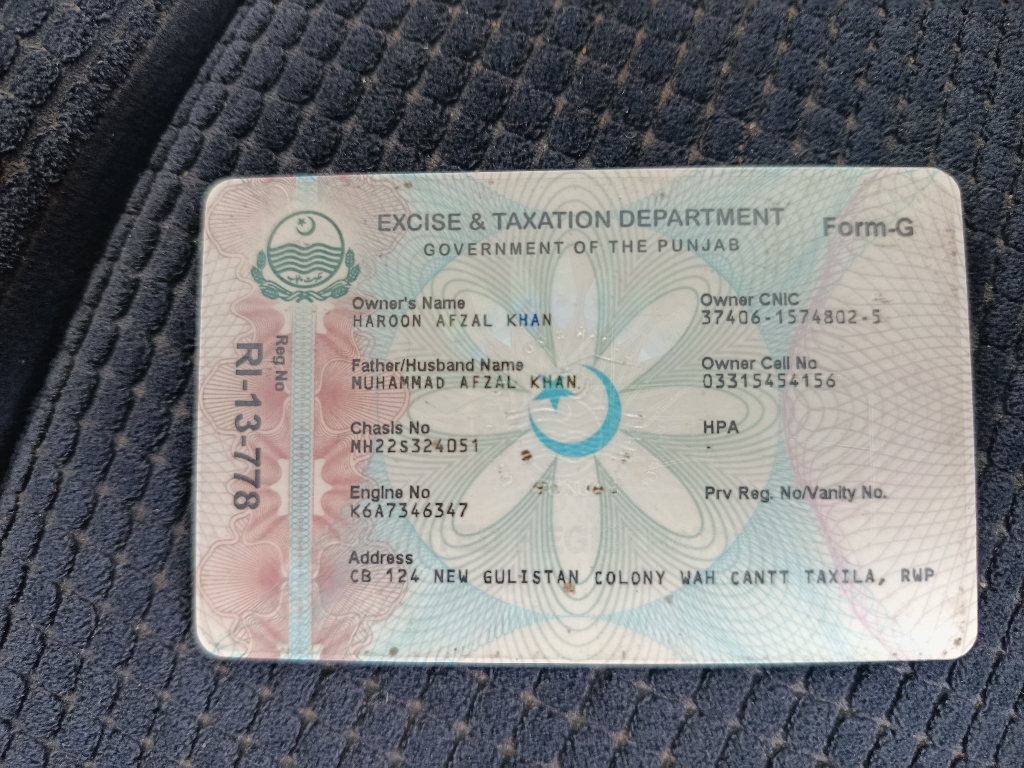 EXCISE & TAXATION DEPARTMENT
GOVERNMENT OF THE PUNJAB
Form-G
Owner's Name
HAROON AFZAL KHAN
Owner CNIC
37406-1574802-5
Father/Husband Name
MUHAMMAD AFZAL KHAN
Owner Cell No
03315454156
Chasis No
MH22S324051
HPA
-
Engine No
K6A7346347
Prv Reg. No/Vanity No.
Address
CB 124 NEW GULISTAN COLONY WAH CANTT TAXILA, RWP
Reg No
RI-13-778